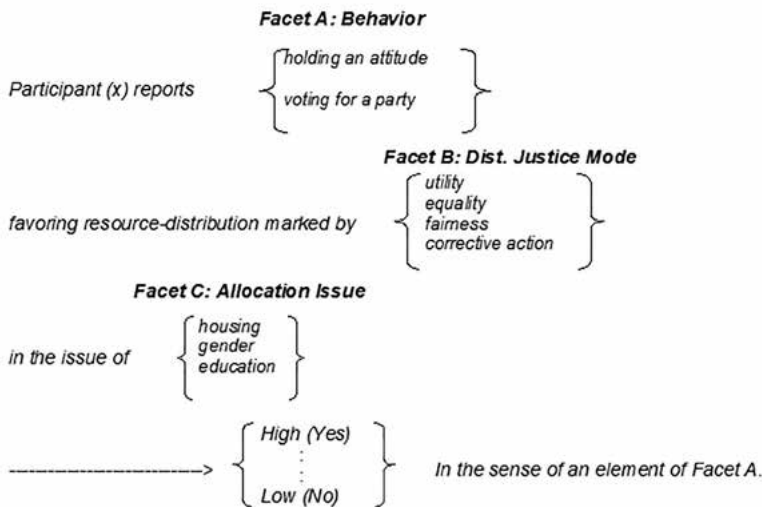 Facet A: Behavior
holding an attitude
Participant (x) reports
voting for a party
Facet B: Dist. Justice Mode
utility
equality
favoring resource-distribution marked by
fairness
corrective action
Facet C: Allocation Issue
housing
in the issue of
gender
education
High (Yes)
In the sense of an element of Facet A.
Low (No)